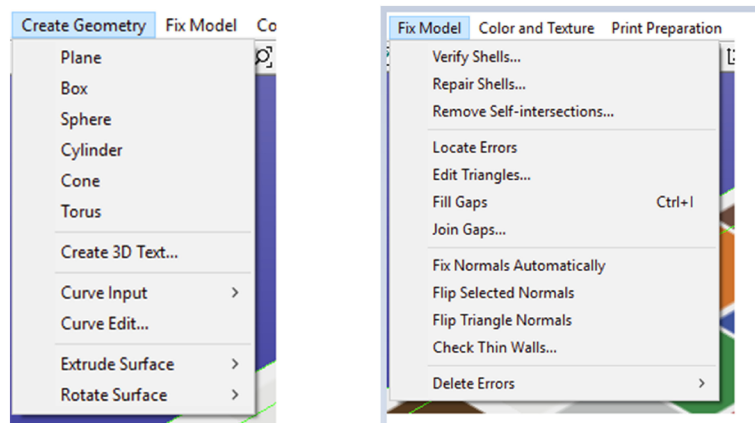 Create Geometry Fix Model Co
Plane
Box
Sphere
Cylinder
Cone
Torus
Create 3D Text...
Curve Input >
Curve Edit...
Extrude Surface >
Rotate Surface >
Fix Model Color and Texture Print Preparation
Verify Shells...
Repair Shells...
Remove Self-intersections...
Locate Errors
Edit Triangles...
Fill Gaps Ctrl+I
Join Gaps...
Fix Normals Automatically
Flip Selected Normals
Flip Triangle Normals
Check Thin Walls...
Delete Errors >